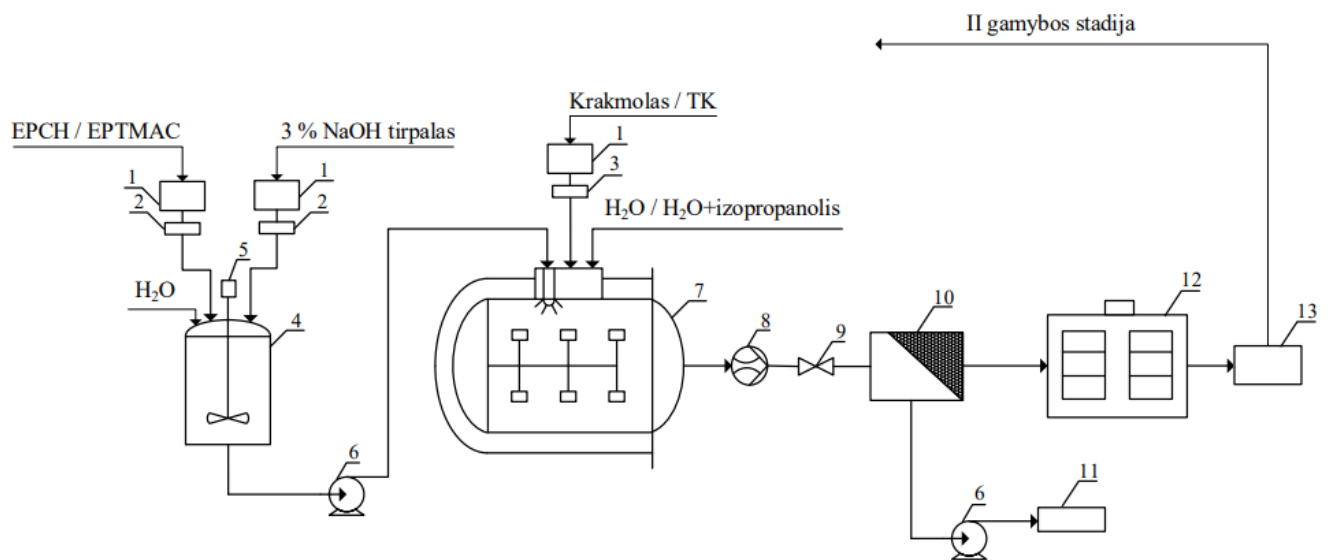 II gamybos stadija
Krakmolas / TK
EPCH / EPTMAC
3 % NaOH tirpalas
1
1
1
2
2
3
H₂O / H₂O+izopropanolis
5
H₂O
4
7
8
9
10
12
13
6
6
11